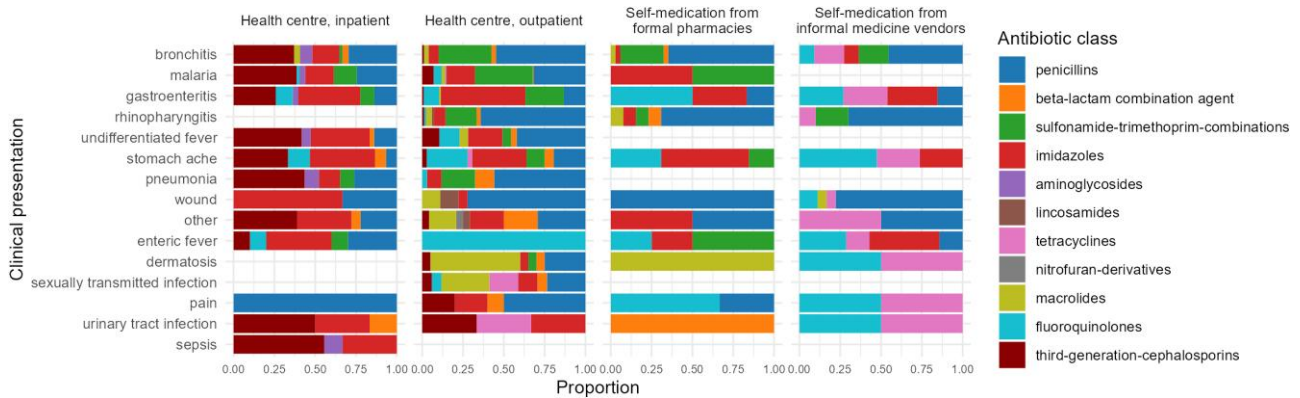 Health centre, inpatient
Health centre, outpatient
Self-medication from
formal pharmacies
Self-medication from
informal medicine vendors
Clinical presentation
bronchitis
malaria
gastroenteritis
rhinopharyngitis
undifferentiated fever
stomach ache
pneumonia
wound
other
enteric fever
dermatosis
sexually transmitted infection
pain
urinary tract infection
sepsis
0.00 0.25 0.50 0.75 1.00
0.00 0.25 0.50 0.75 1.00
0.00 0.25 0.50 0.75 1.00
0.00 0.25 0.50 0.75 1.00
Proportion
Antibiotic class
penicillins
beta-lactam combination agent
sulfonamide-trimethoprim-combinations
imidazoles
aminoglycosides
lincosamides
tetracyclines
nitrofuran-derivatives
macrolides
fluoroquinolones
third-generation-cephalosporins